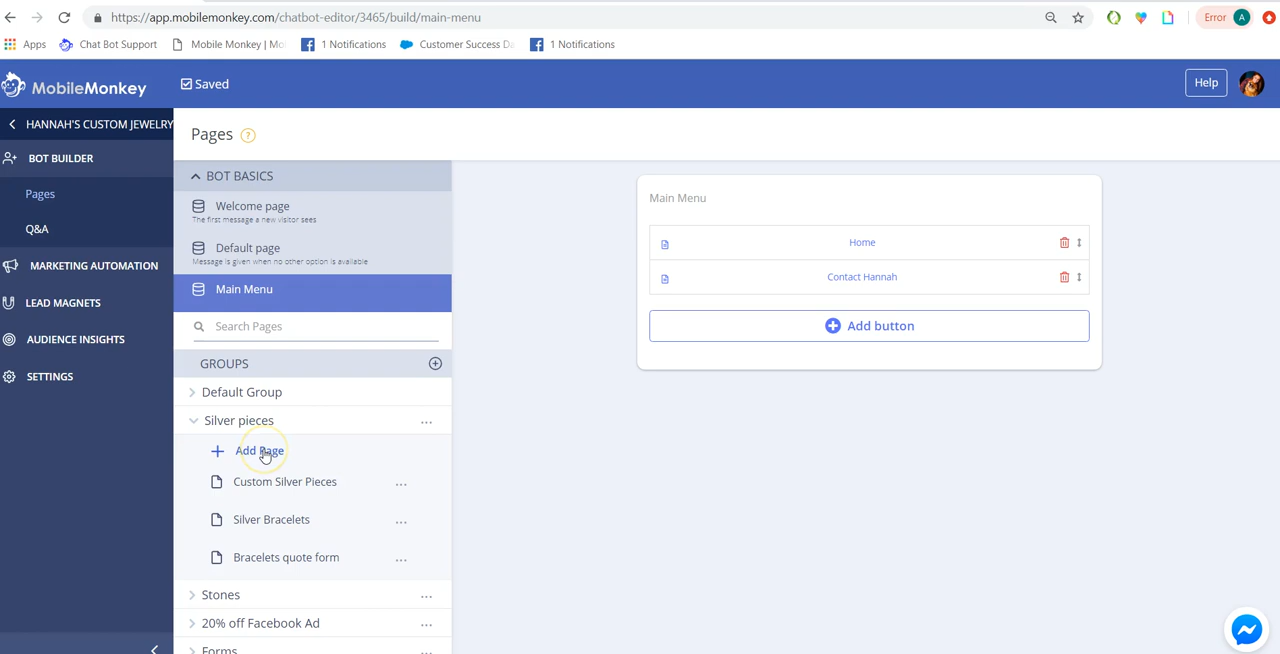 https://app.mobilemonkey.com/chatbot-editor/3465/build/main-menu
Error A
Apps Chat Bot Support Mobile Monkey | Mo 1 Notifications Customer Success Da 1 Notifications
MobileMonkey Saved Help
HANNAH'S CUSTOM JEWELRY
BOT BUILDER
Pages
Q&A
MARKETING AUTOMATION
LEAD MAGNETS
AUDIENCE INSIGHTS
SETTINGS
Pages ?
BOT BASICS
Welcome page
The first message a new visitor sees
Default page
Message is given when no other option is available
Main Menu
Search Pages
GROUPS
Default Group
Silver pieces ...
Add Page
Custom Silver Pieces ...
Silver Bracelets ...
Bracelets quote form ...
Stones ...
20% off Facebook Ad ...
Forms ...
Main Menu
Home
Contact Hannah
Add button